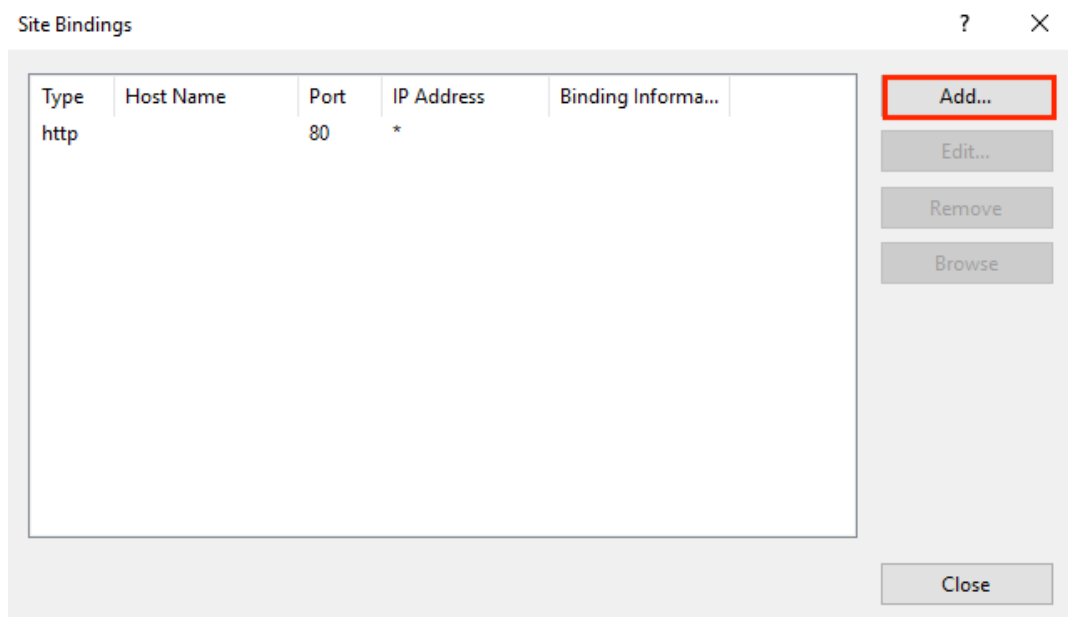 Site Bindings ?
Type Host Name Port IP Address Binding Informa... Add...
http 80 *
Edit...
Remove
Browse
Close